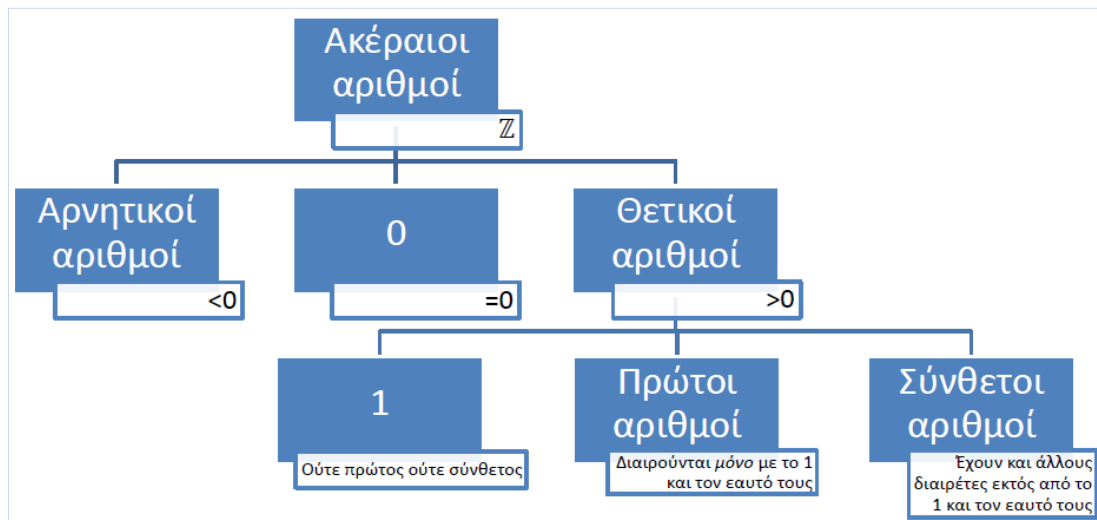 Ακέραιοι
αριθμοί
ℤ
Αρνητικοί
αριθμοί
<0
0
=0
Θετικοί
αριθμοί
>0
1
Ούτε πρώτος ούτε σύνθετος
Πρώτοι
αριθμοί
Διαιρούνται μόνο με το 1
και τον εαυτό τους
Σύνθετοι
αριθμοί
Έχουν και άλλους
διαιρέτες εκτός από το
1 και τον εαυτό τους